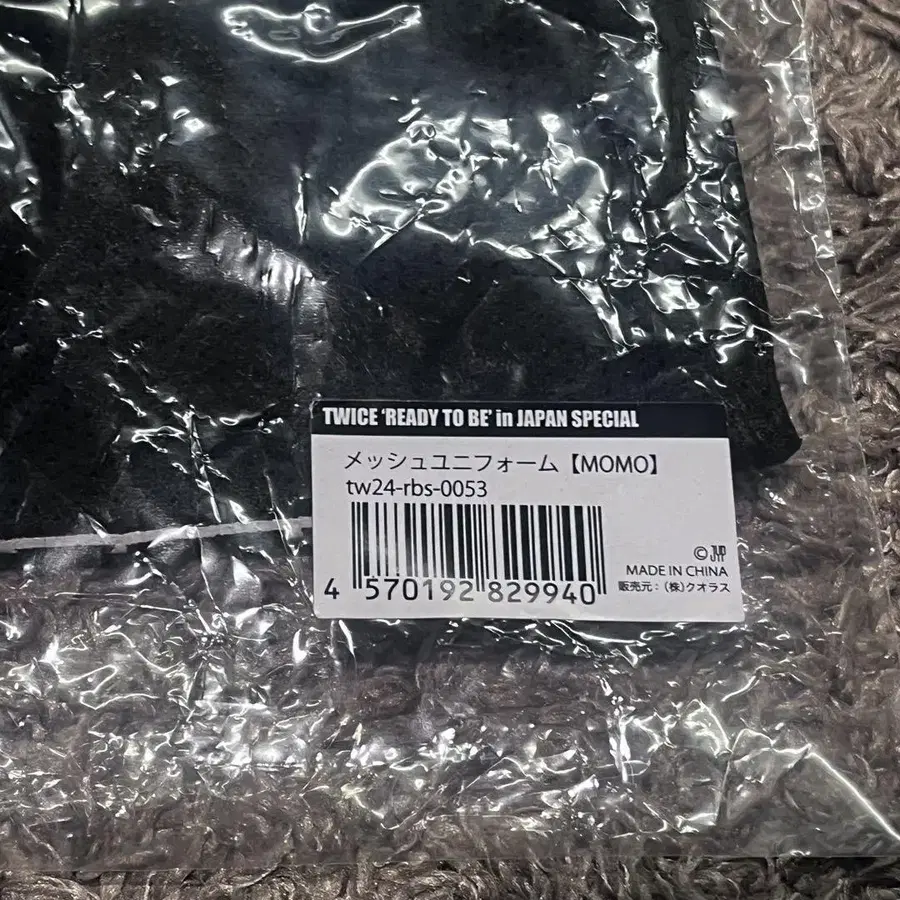 TWICE 'READY TO BE' in JAPAN SPECIAL
メッシュユニフォーム【MOMO】
tw24-rbs-0053
4 570192 829940
© JYP
MADE IN CHINA
販売元：（株）クオラス